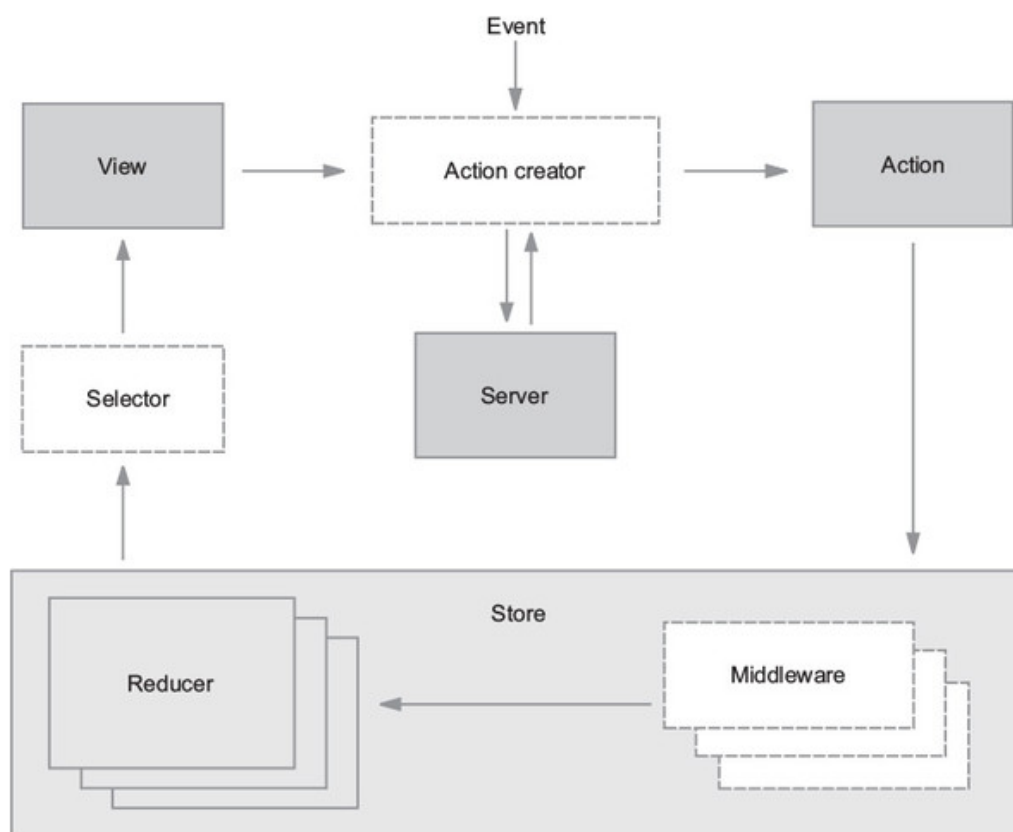 Event
View
Action creator
Action
Selector
Server
Store
Reducer
Middleware